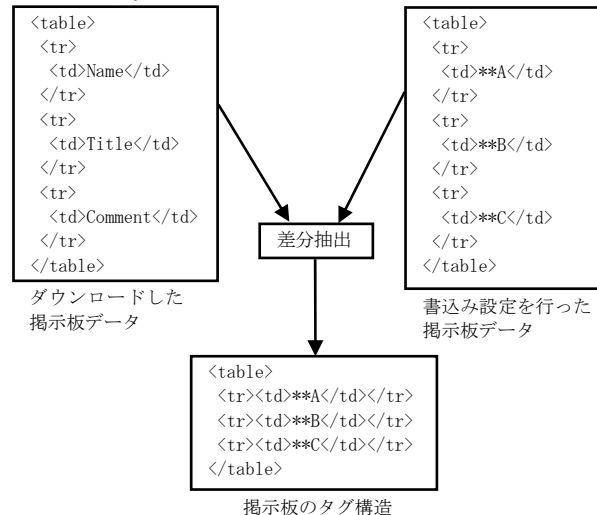 <table>
<tr>
<td>Name</td>
</tr>
<tr>
<td>Title</td>
</tr>
<tr>
<td>Comment</td>
</tr>
</table>
ダウンロードした
掲示板データ
<table>
<tr>
<td>**A</td>
</tr>
<tr>
<td>**B</td>
</tr>
<tr>
<td>**C</td>
</tr>
</table>
書込み設定を行った
掲示板データ
差分抽出
<table>
<tr><td>**A</td></tr>
<tr><td>**B</td></tr>
<tr><td>**C</td></tr>
</table>
掲示板のタグ構造